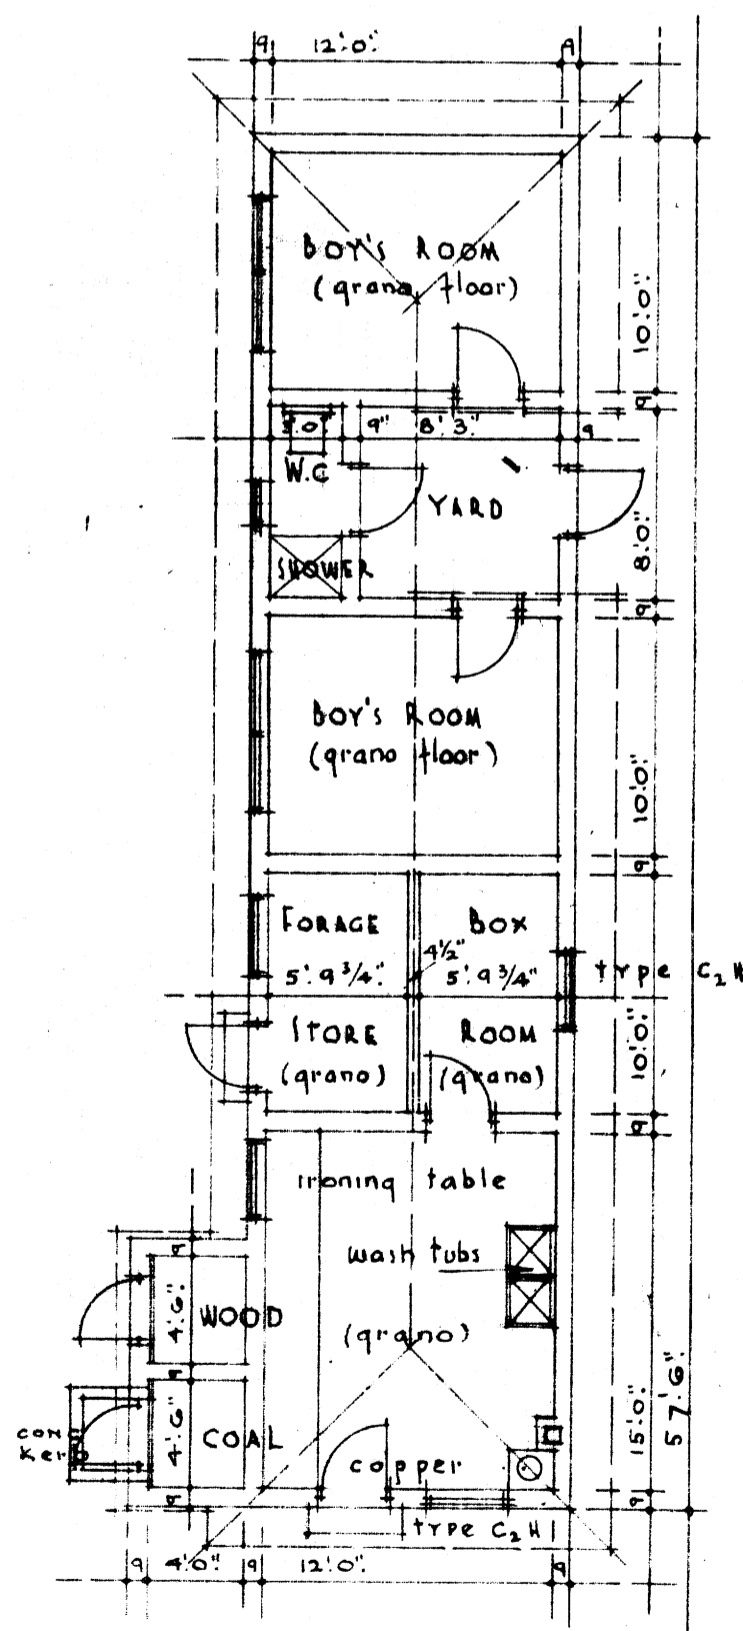 9 12'.0". 9
BOY'S ROOM
(grano floor)
10'.0".
9
3'.0" 9" 8'. 3". 9
W.C
YARD
8'.0".
SHOWER
9
BOY'S ROOM
(grano floor)
10'.0".
9
FORAGE BOX
4½"
5'. 9¾". 5'. 9¾"
type C₂H
STORE ROOM
(grano) (grano)
10'.0".
9
ironing table
wash tubs
9
4'.6". WOOD
(grano)
9
57'.6".
15'.0".
4'.6" COAL
copper
9 9
type C₂H
9 4'.0". 9 12'.0". 9